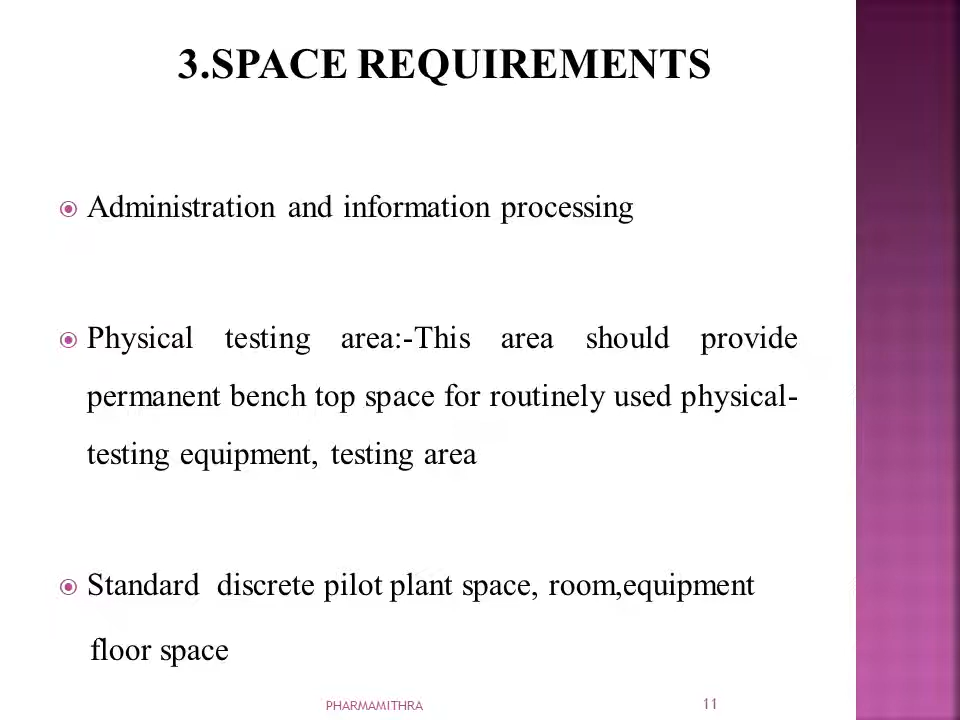 3.SPACE REQUIREMENTS
Administration and information processing
Physical testing area:-This area should provide
permanent bench top space for routinely used physical-
testing equipment, testing area
Standard discrete pilot plant space, room,equipment
floor space
PHARMAMITHRA
11